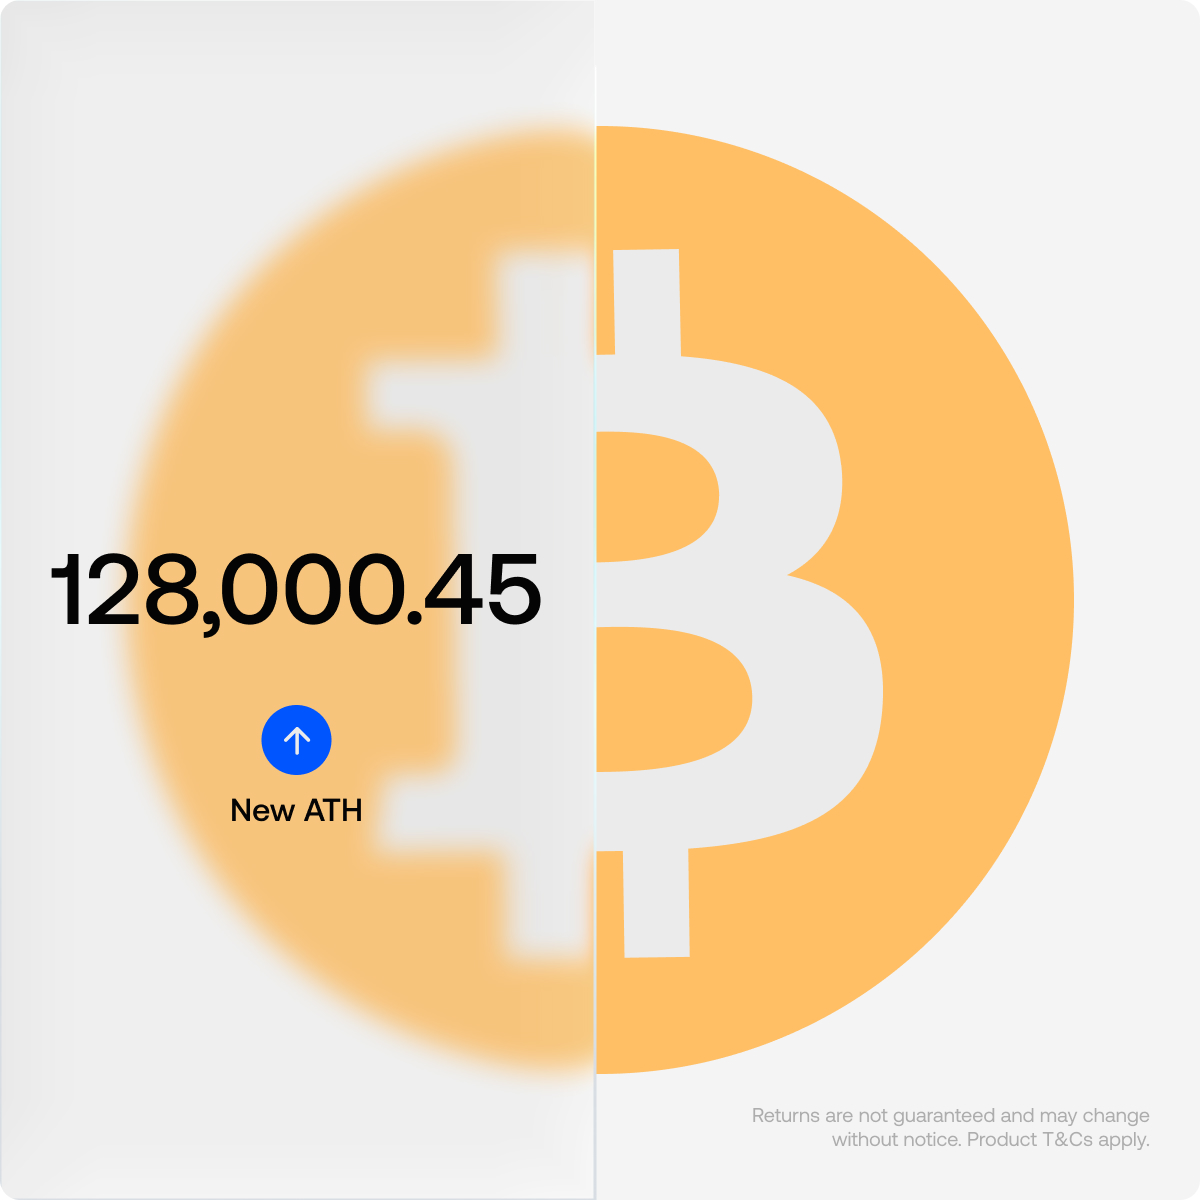 128,000.45
New ATH
Returns are not guaranteed and may change
without notice. Product T&Cs apply.